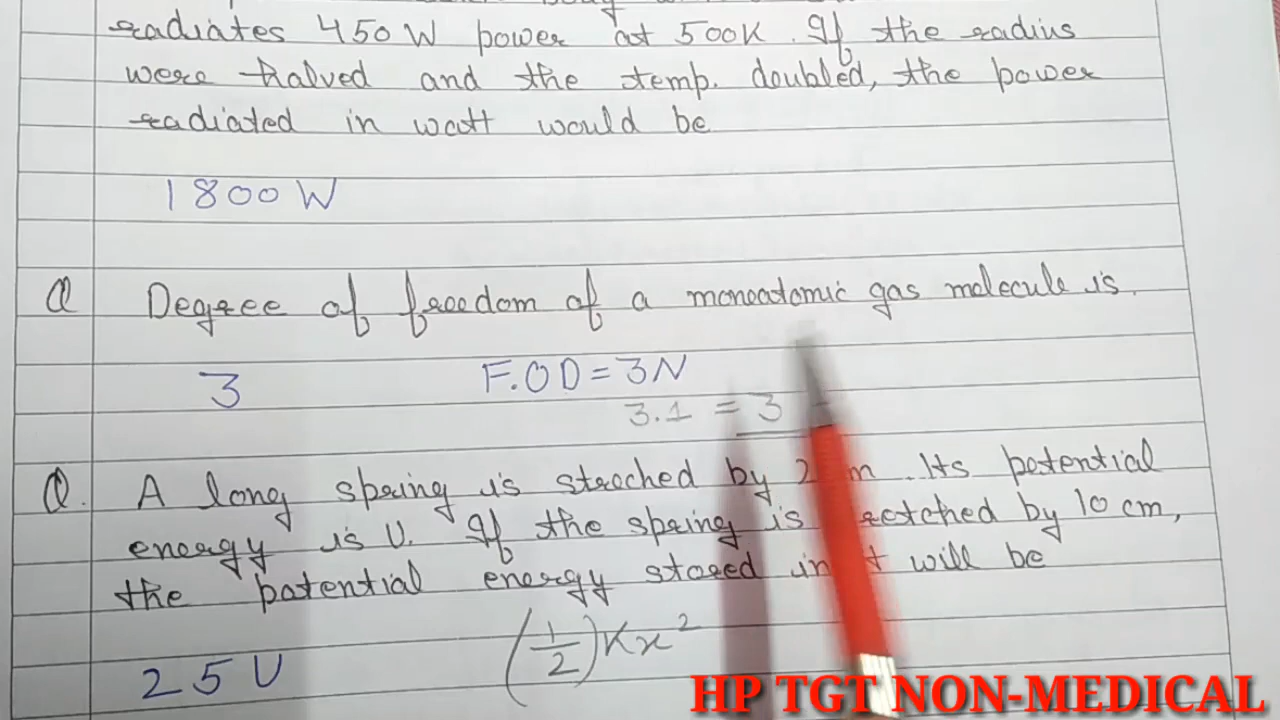 radiates 450W power at 500K. If the radius
were halved and the temp. doubled, the power
radiated in watt would be
1800 W
Q Degree of freedom of a monoatomic gas molecule is.
3 F.OD = 3N
3.1 = 3
Q. A long spring is streched by 2 m. Its potential
energy is U. If the spring is by 10 cm,
the potential energy stored in will be
25 U (1/2)Kx²
HP TGT NON-MEDICAL